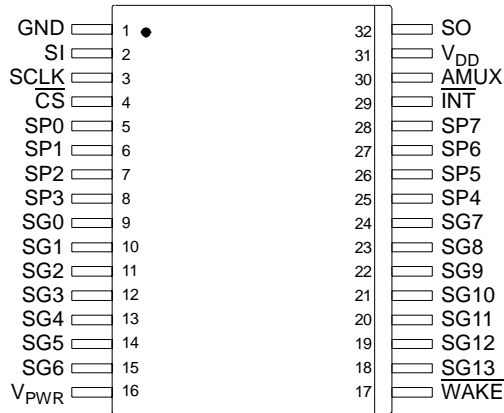 GND 1 32 SO
SI 2 31 VDD
SCLK 3 30 AMUX
CS 4 29 INT
SP0 5 28 SP7
SP1 6 27 SP6
SP2 7 26 SP5
SP3 8 25 SP4
SG0 9 24 SG7
SG1 10 23 SG8
SG2 11 22 SG9
SG3 12 21 SG10
SG4 13 20 SG11
SG5 14 19 SG12
SG6 15 18 SG13
VPWR 16 17 WAKE